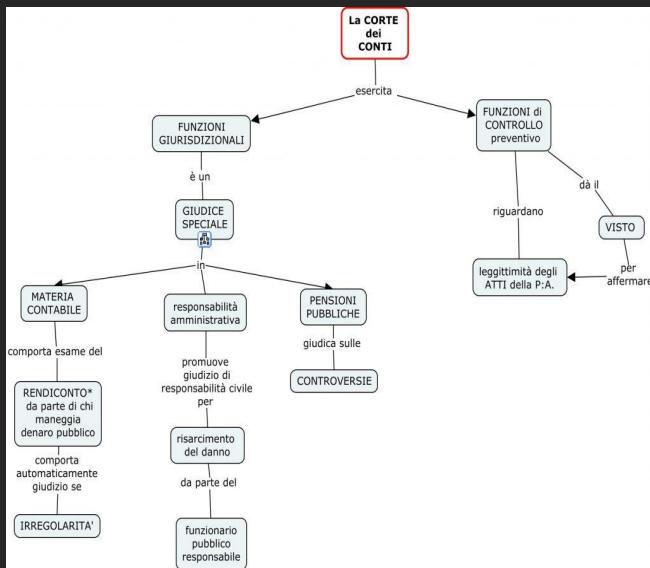 La CORTE
dei
CONTI
esercita
FUNZIONI
GIURISDIZIONALI
FUNZIONI di
CONTROLLO
preventivo
è un
dà il
GIUDICE
SPECIALE
riguardano
VISTO
in
per
affermare
leggittimità degli
ATTI della P:A.
MATERIA
CONTABILE
responsabilità
amministrativa
PENSIONI
PUBBLICHE
comporta esame del
promuove
giudizio di
responsabilità civile
per
giudica sulle
RENDICONTO*
da parte di chi
maneggia
denaro pubblico
CONTROVERSIE
comporta
automaticamente
giudizio se
risarcimento
del danno
da parte del
IRREGOLARITA'
funzionario
pubblico
responsabile